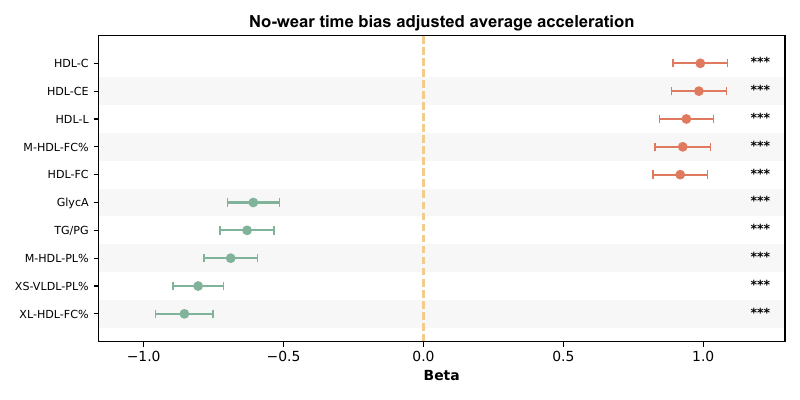 No-wear time bias adjusted average acceleration
HDL-C ***
HDL-CE ***
HDL-L ***
M-HDL-FC% ***
HDL-FC ***
GlycA ***
TG/PG ***
M-HDL-PL% ***
XS-VLDL-PL% ***
XL-HDL-FC% ***
−1.0 −0.5 0.0 0.5 1.0
Beta